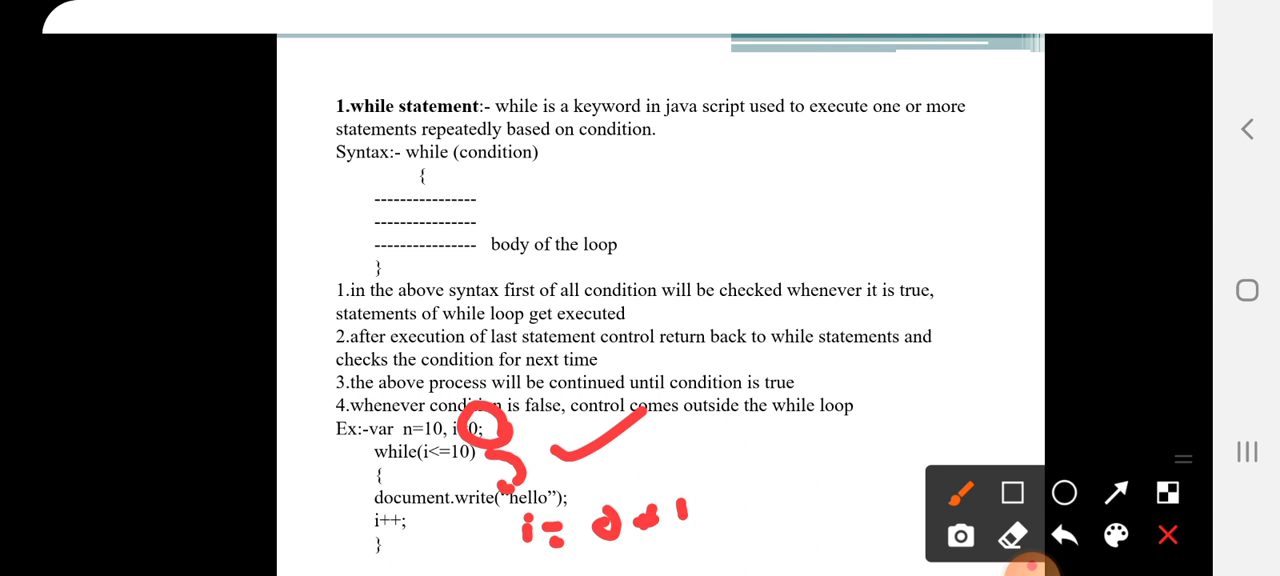 1.while statement:- while is a keyword in java script used to execute one or more
statements repeatedly based on condition.
Syntax:- while (condition)
{
----------------
----------------
---------------- body of the loop
}
1.in the above syntax first of all condition will be checked whenever it is true,
statements of while loop get executed
2.after execution of last statement control return back to while statements and
checks the condition for next time
3.the above process will be continued until condition is true
4.whenever condition is false, control comes outside the while loop
Ex:-var n=10, i=0;
while(i<=10)
{
document.write("hello”);
i++;
i = 0+1
}